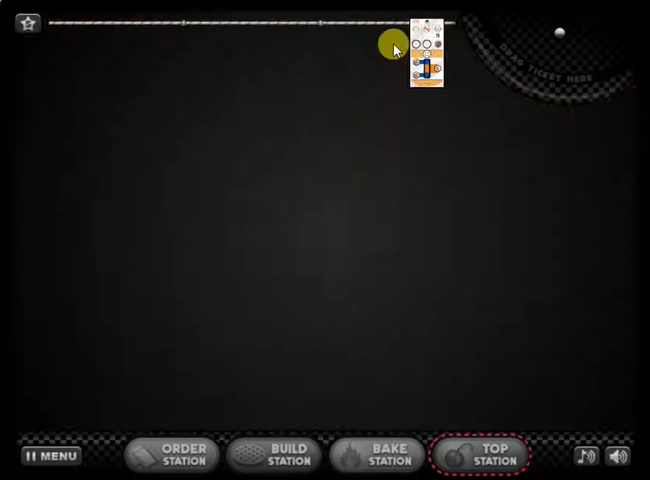 DRAG TICKET HERE
MENU
ORDER
STATION
BUILD
STATION
BAKE
STATION
TOP
STATION